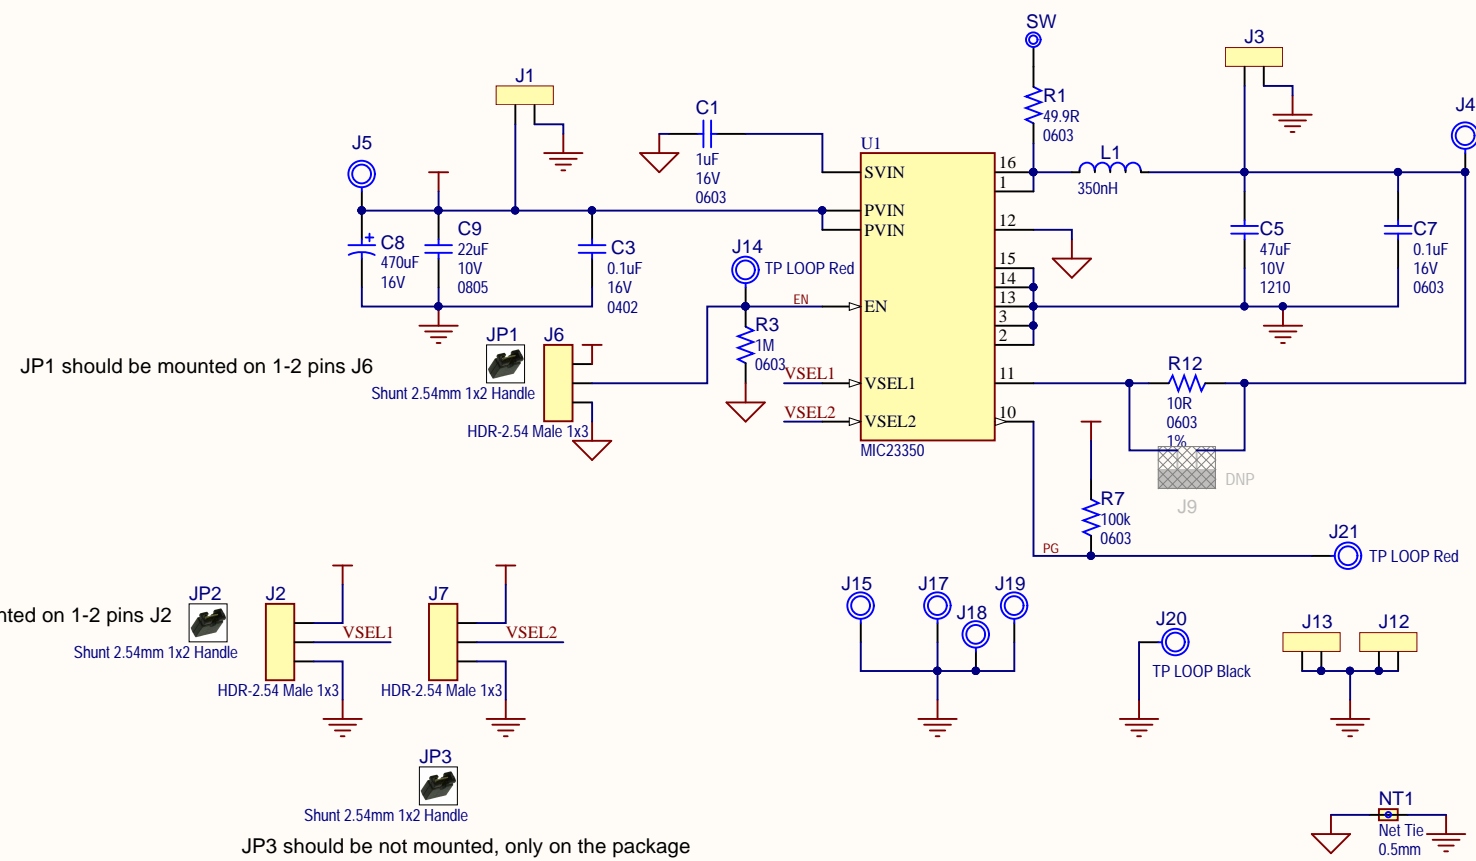 SW
J3
J1
C1
1uF
16V
0603
R1
49.9R
0603
J4
J5
U1
L1
350nH
SVIN
PVIN
PVIN
EN
VSEL1
VSEL2
MIC23350
16
1
12
15
14
13
3
2
11
10
C8
470uF
16V
C9
22uF
10V
0805
C3
0.1uF
16V
0402
J14
TP LOOP Red
EN
C5
47uF
10V
1210
C7
0.1uF
16V
0603
R3
1M
0603
VSEL1
VSEL2
JP1
J6
JP1 should be mounted on 1-2 pins J6
Shunt 2.54mm 1x2 Handle
HDR-2.54 Male 1x3
R12
10R
0603
1%
DNP
J9
R7
100k
0603
PG
J21
TP LOOP Red
JP2
J2
J7
nted on 1-2 pins J2
VSEL1
VSEL2
Shunt 2.54mm 1x2 Handle
HDR-2.54 Male 1x3
HDR-2.54 Male 1x3
J15
J17
J18
J19
J20
TP LOOP Black
J13
J12
JP3
Shunt 2.54mm 1x2 Handle
JP3 should be not mounted, only on the package
NT1
Net Tie
0.5mm